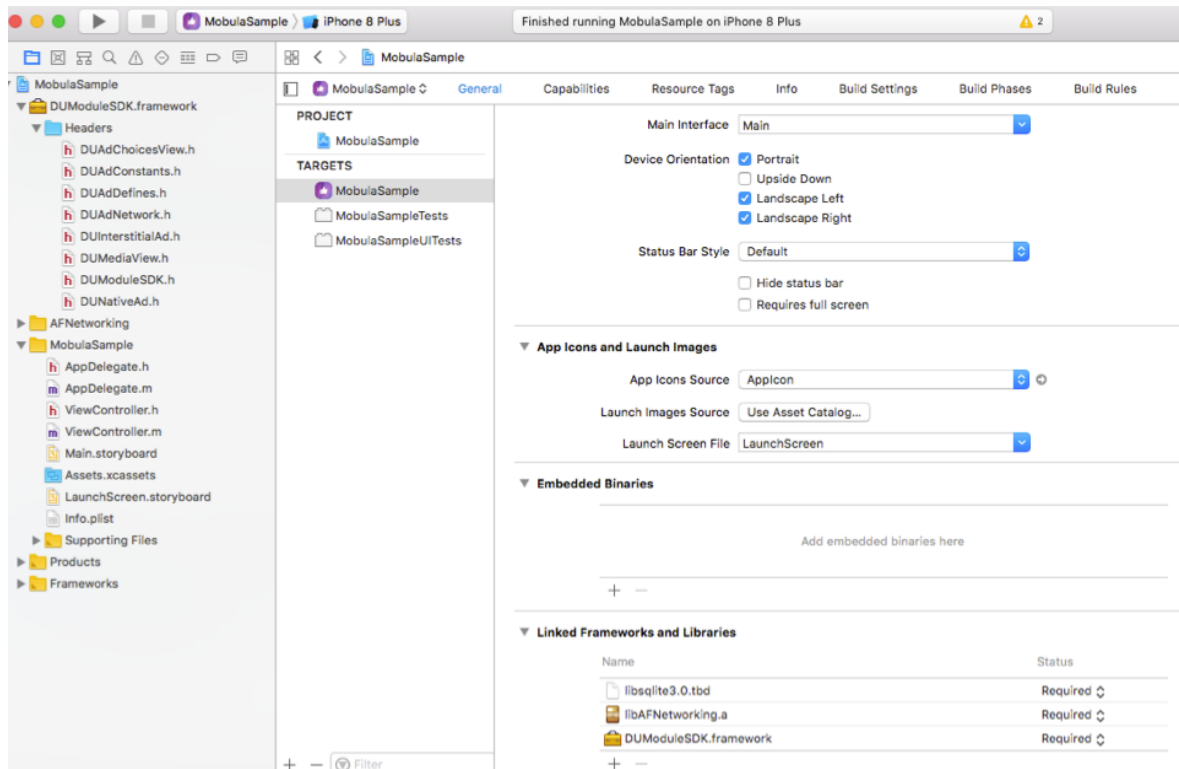 MobulaSample
iPhone 8 Plus
Finished running MobulaSample on iPhone 8 Plus
2
MobulaSample
MobulaSample
DUModuleSDK.framework
Headers
DUAdChoicesView.h
DUAdConstants.h
DUAdDefines.h
DUAdNetwork.h
DUInterstitialAd.h
DUMediaView.h
DUModuleSDK.h
DUNativeAd.h
AFNetworking
MobulaSample
AppDelegate.h
AppDelegate.m
ViewController.h
ViewController.m
Main.storyboard
Assets.xcassets
LaunchScreen.storyboard
Info.plist
Supporting Files
Products
Frameworks
MobulaSample
General
Capabilities
Resource Tags
Info
Build Settings
Build Phases
Build Rules
PROJECT
MobulaSample
TARGETS
MobulaSample
MobulaSampleTests
MobulaSampleUITests
Filter
Main Interface Main
Device Orientation Portrait
Upside Down
Landscape Left
Landscape Right
Status Bar Style Default
Hide status bar
Requires full screen
App Icons and Launch Images
App Icons Source AppIcon
Launch Images Source Use Asset Catalog...
Launch Screen File LaunchScreen
Embedded Binaries
Add embedded binaries here
Linked Frameworks and Libraries
Name Status
libsqlite3.0.tbd Required
libAFNetworking.a Required
DUModuleSDK.framework Required